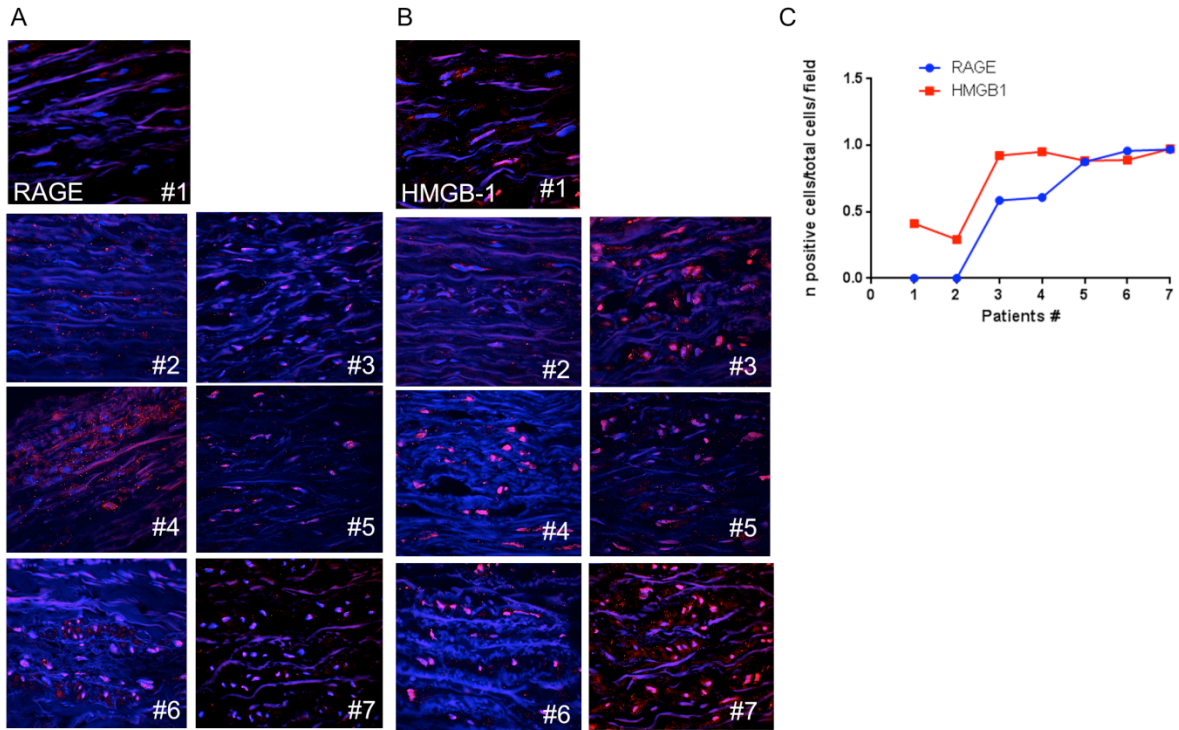 A
B
C
RAGE
#1
#2
#3
#4
#5
#6
#7
HMGB-1
#1
#2
#3
#4
#5
#6
#7
RAGE
HMGB1
n positive cells/total cells/ field
1.5
1.0
0.5
0.0
0 1 2 3 4 5 6 7
Patients #